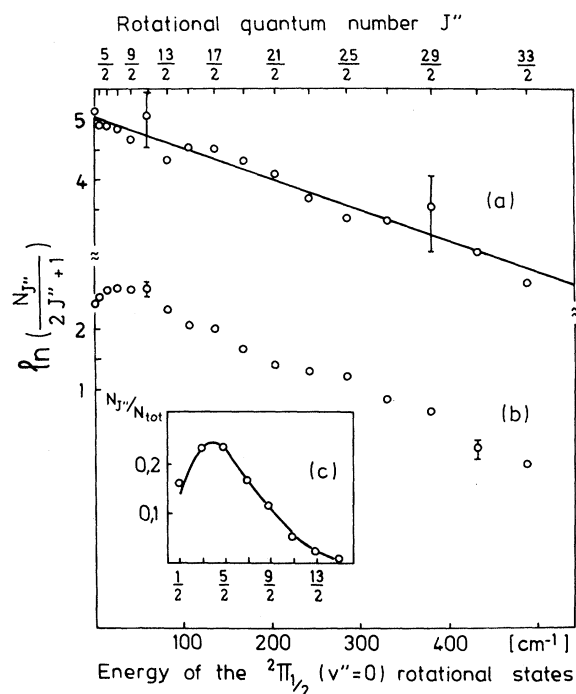 Rotational quantum number J″
5/2 9/2 13/2 17/2 21/2 25/2 29/2 33/2
5
4
(a)
ln (N_J″ / 2J″+1)
≈ ≈
2
1
(b)
N_J″/N_tot
(c)
0,2
0,1
1/2 5/2 9/2 13/2
100 200 300 400 [cm⁻¹]
Energy of the ²Π₁/₂ (v″=0) rotational states